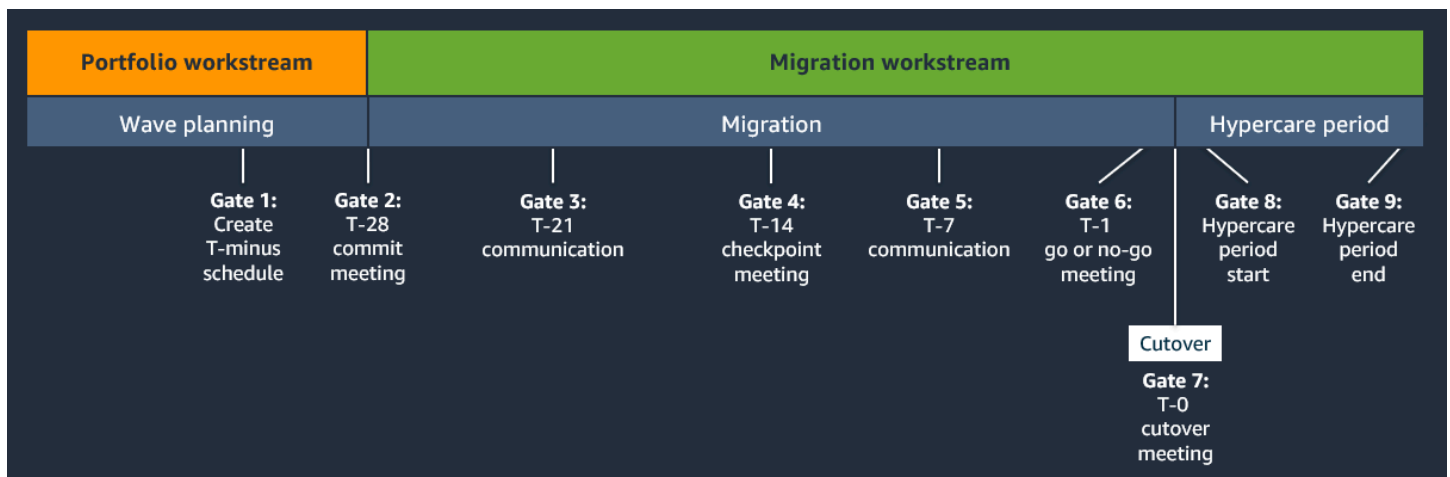 Portfolio workstream
Migration workstream
Wave planning
Migration
Hypercare period
Gate 1:
Create
T-minus
schedule
Gate 2:
T-28
commit
meeting
Gate 3:
T-21
communication
Gate 4:
T-14
checkpoint
meeting
Gate 5:
T-7
communication
Gate 6:
T-1
go or no-go
meeting
Gate 8:
Hypercare
period
start
Gate 9:
Hypercare
period
end
Cutover
Gate 7:
T-0
cutover
meeting